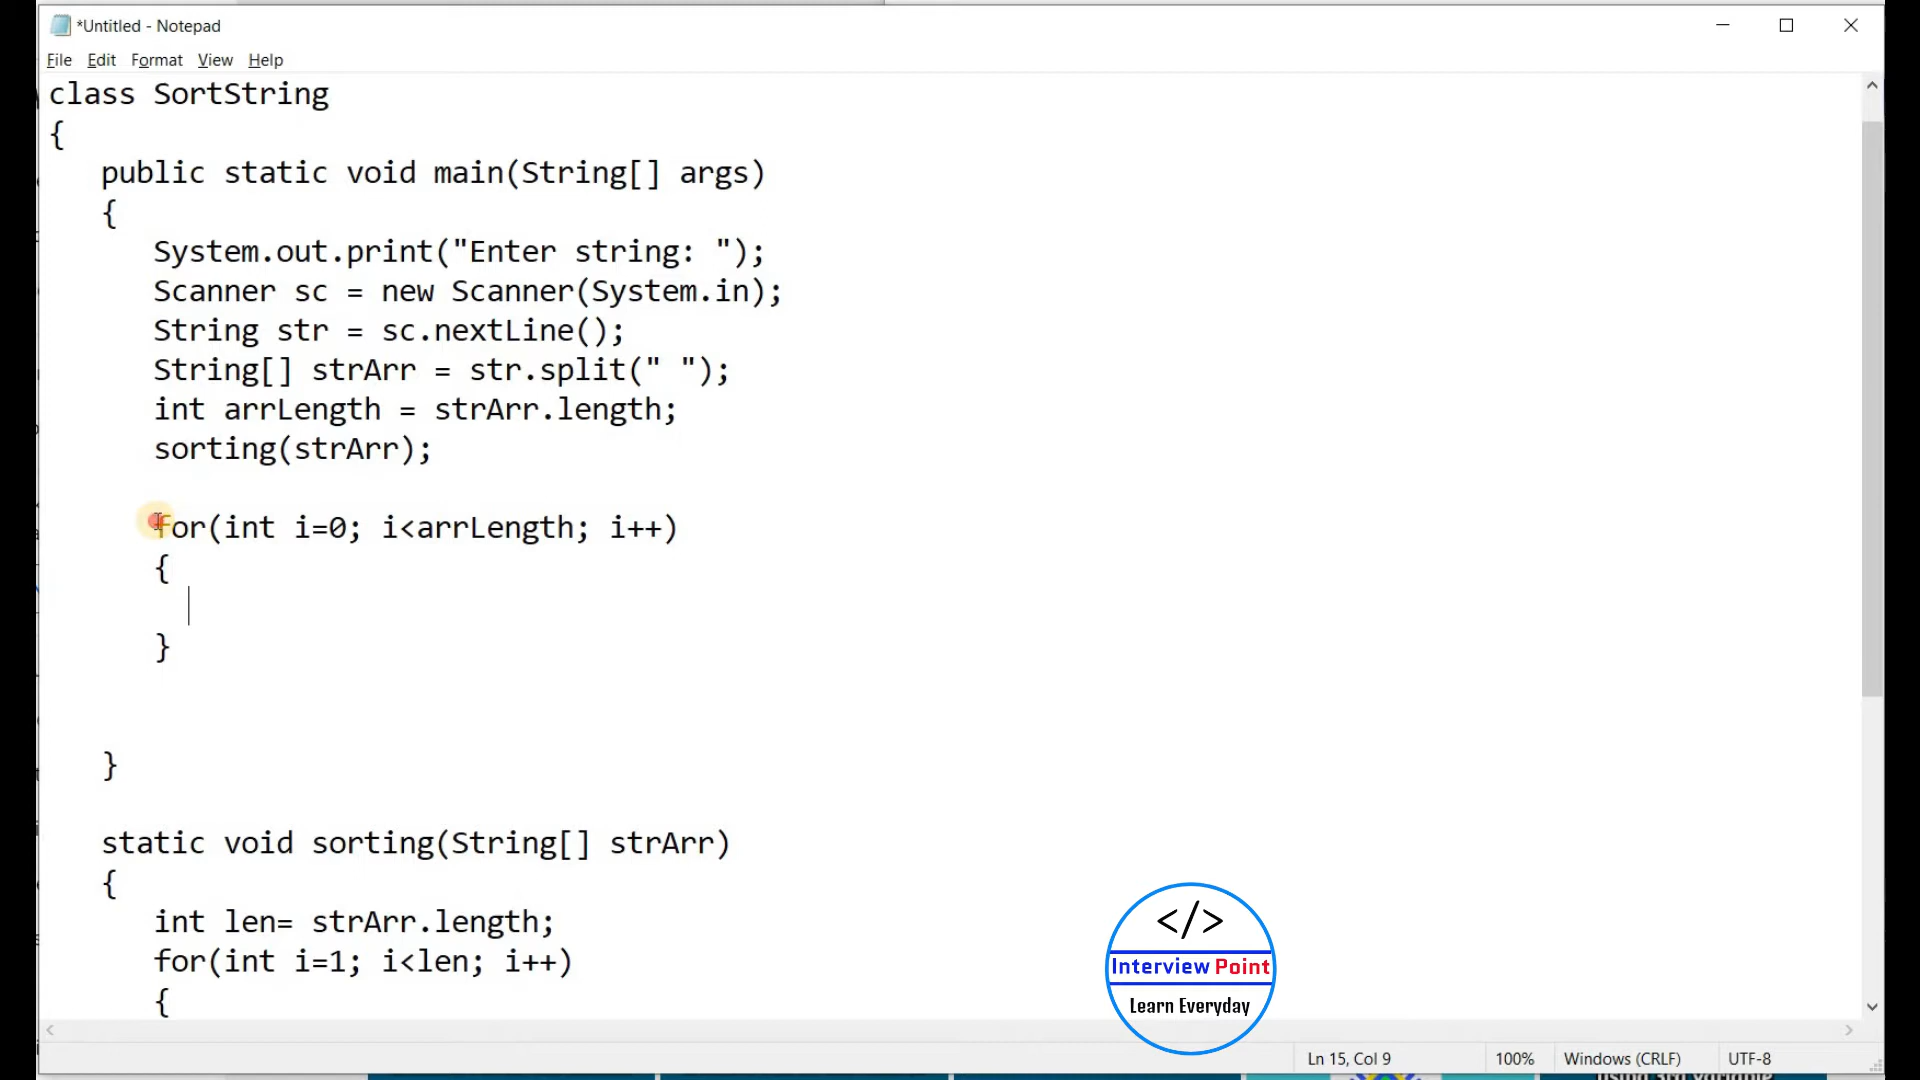 *Untitled - Notepad
File Edit Format View Help
class SortString
{
public static void main(String[] args)
{
System.out.print("Enter string: ");
Scanner sc = new Scanner(System.in);
String str = sc.nextLine();
String[] strArr = str.split(" ");
int arrLength = strArr.length;
sorting(strArr);
for(int i=0; i<arrLength; i++)
{
}
}
static void sorting(String[] strArr)
{
int len= strArr.length;
for(int i=1; i<len; i++)
{
</>
Interview Point
Learn Everyday
Ln 15, Col 9 100% Windows (CRLF) UTF-8